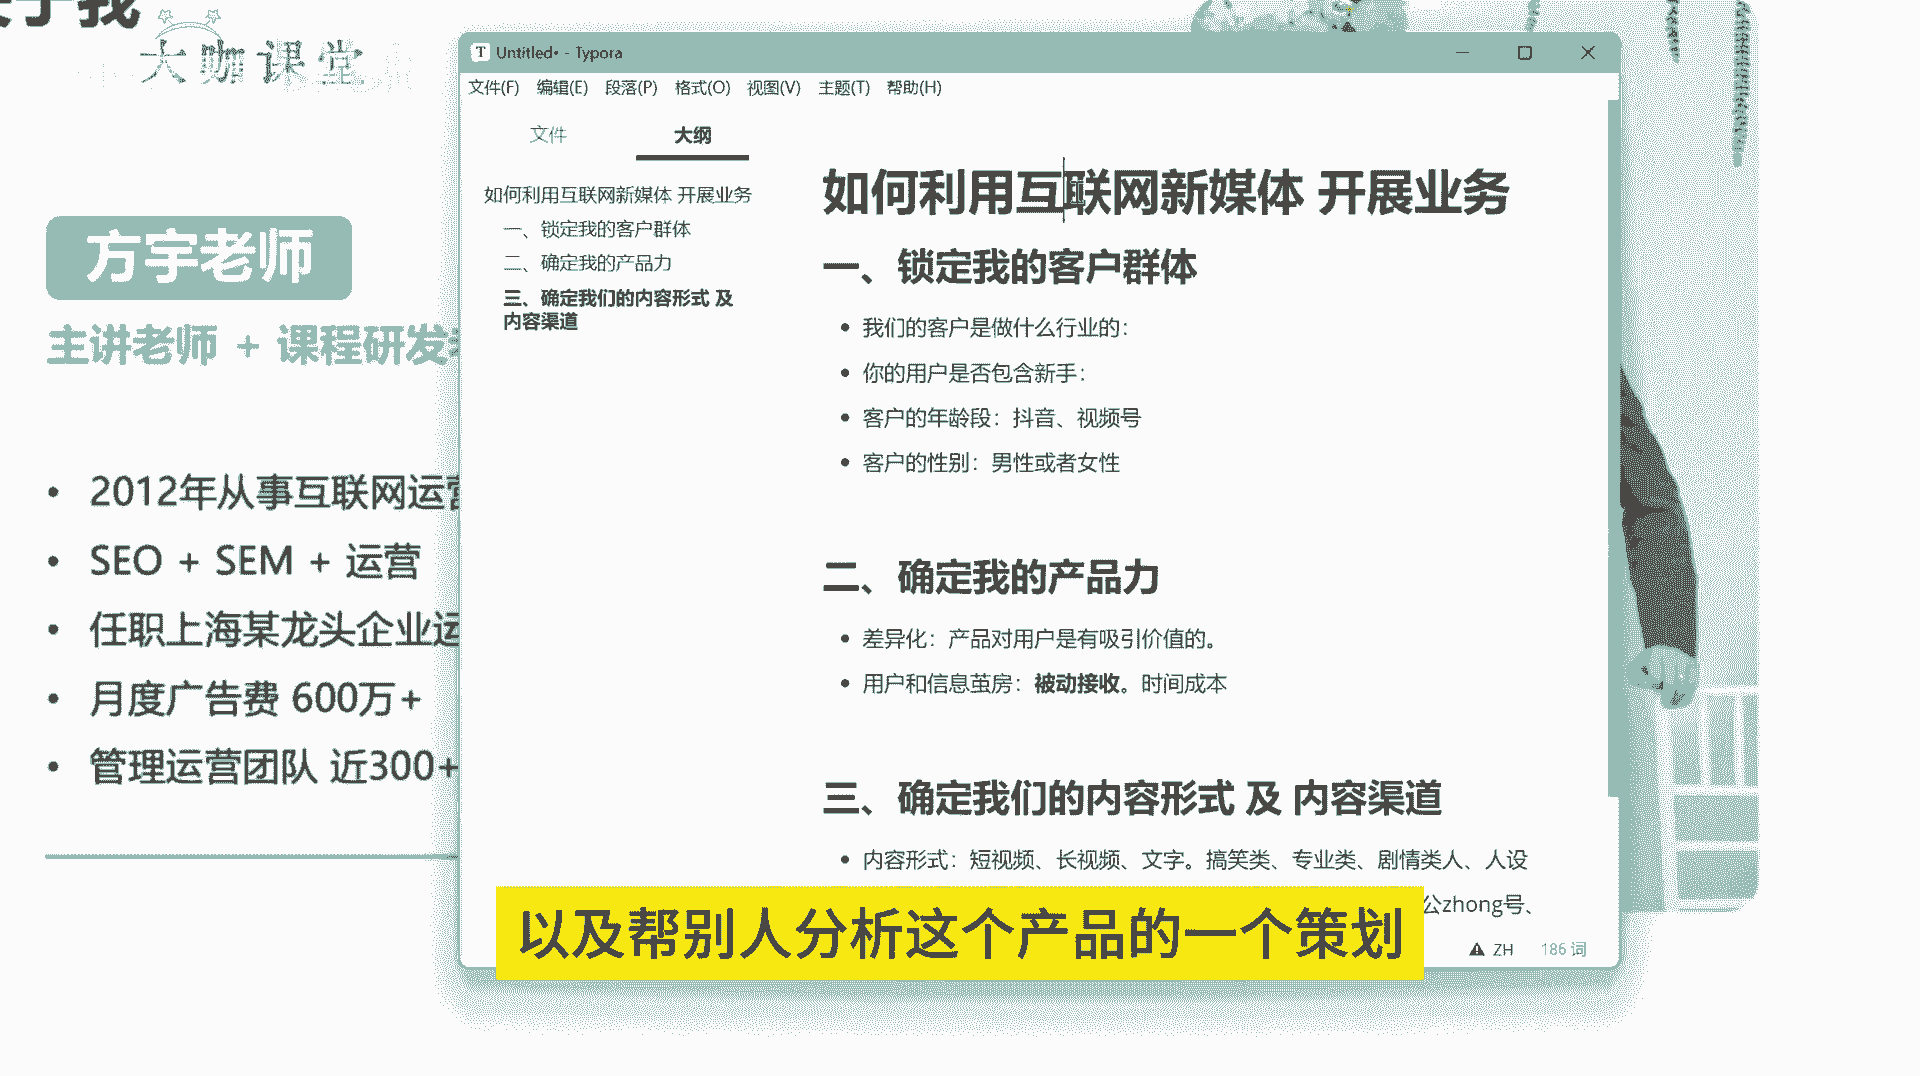 关于我
大咖课堂
方宇老师
主讲老师 + 课程研发
2012年从事互联网运营
SEO + SEM + 运营
任职上海某龙头企业运
月度广告费 600万+
管理运营团队 近300+
Untitled• - Typora
文件(F) 编辑(E) 段落(P) 格式(O) 视图(V) 主题(T) 帮助(H)
文件 大纲
如何利用互联网新媒体 开展业务
一、锁定我的客户群体
二、确定我的产品力
三、确定我们的内容形式 及
内容渠道
如何利用互联网新媒体 开展业务
一、锁定我的客户群体
我们的客户是做什么行业的：
你的用户是否包含新手：
客户的年龄段：抖音、视频号
客户的性别：男性或者女性
二、确定我的产品力
差异化：产品对用户是有吸引价值的。
用户和信息茧房：被动接收。时间成本
三、确定我们的内容形式 及 内容渠道
内容形式：短视频、长视频、文字。搞笑类、专业类、剧情类人、人设
公zhong号、
以及帮别人分析这个产品的一个策划
ZH 186 词